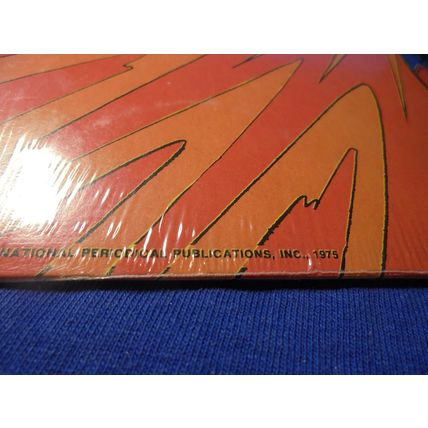 NATIONAL PERIODICAL PUBLICATIONS, INC., 1975